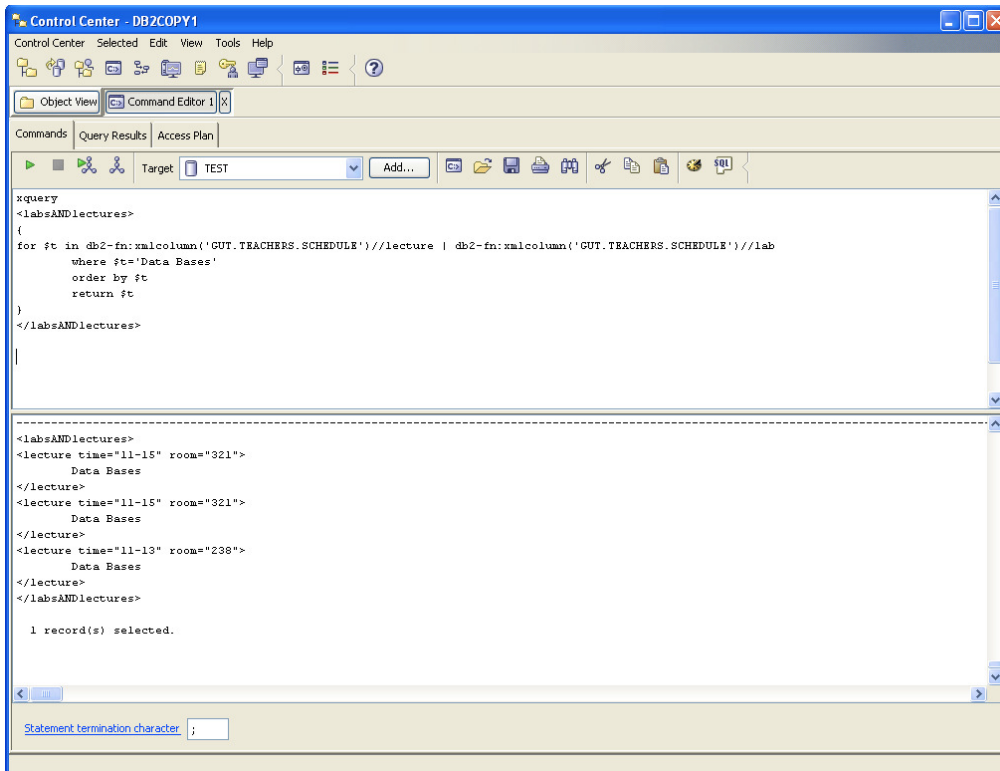 Control Center - DB2COPY1
Control Center Selected Edit View Tools Help
Object View Command Editor 1 X
Commands Query Results Access Plan
Target TEST Add... SQL
xquery
<labsANDlectures>
{
for $t in db2-fn:xmlcolumn('GUT.TEACHERS.SCHEDULE')//lecture | db2-fn:xmlcolumn('GUT.TEACHERS.SCHEDULE')//lab
where $t='Data Bases'
order by $t
return $t
}
</labsANDlectures>
------------------------------------------------------------------------------------------------------------------------
<labsANDlectures>
<lecture time="11-15" room="321">
Data Bases
</lecture>
<lecture time="11-15" room="321">
Data Bases
</lecture>
<lecture time="11-13" room="238">
Data Bases
</lecture>
</labsANDlectures>
1 record(s) selected.
Statement termination character ;